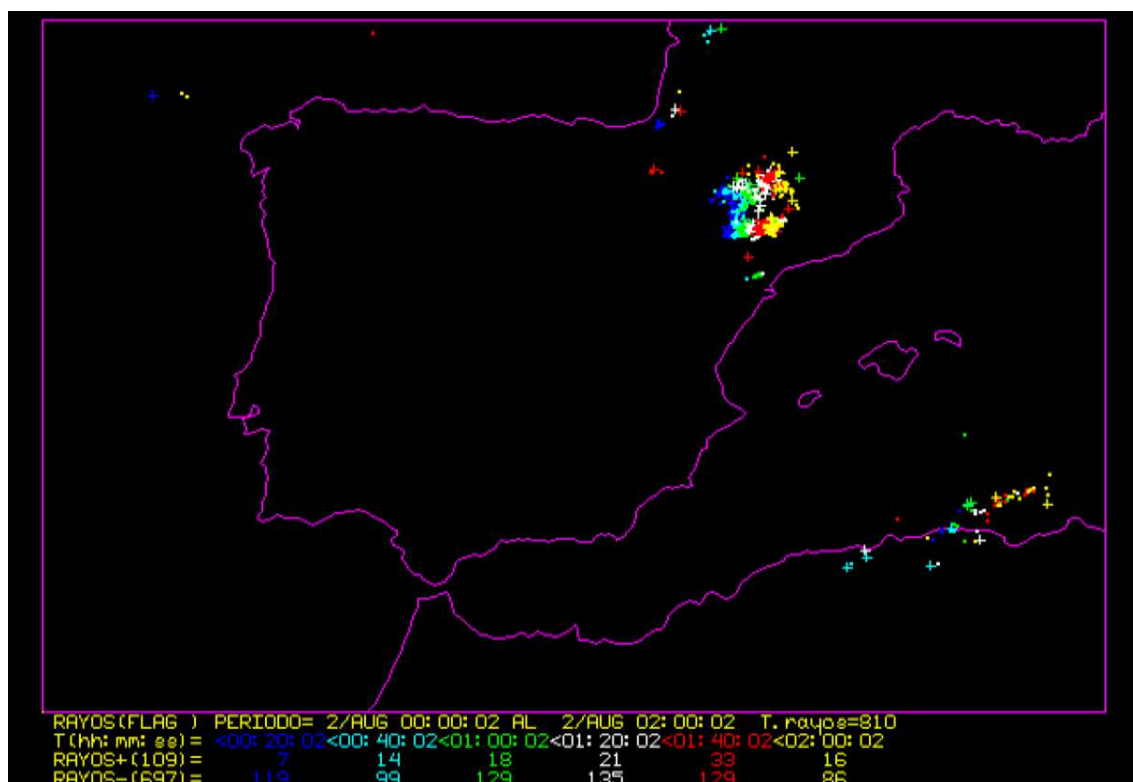 RAYOS(FLAG ) PERIODO= 2/AUG 00:00:02 AL 2/AUG 02:00:02 T.rayos=810
T(hh:mm:ss)= <00:20:02<00:40:02<01:00:02<01:20:02<01:40:02<02:00:02
RAYOS+(109)= 7 14 18 21 33 16
RAYOS-(697)= 119 99 129 135 129 86